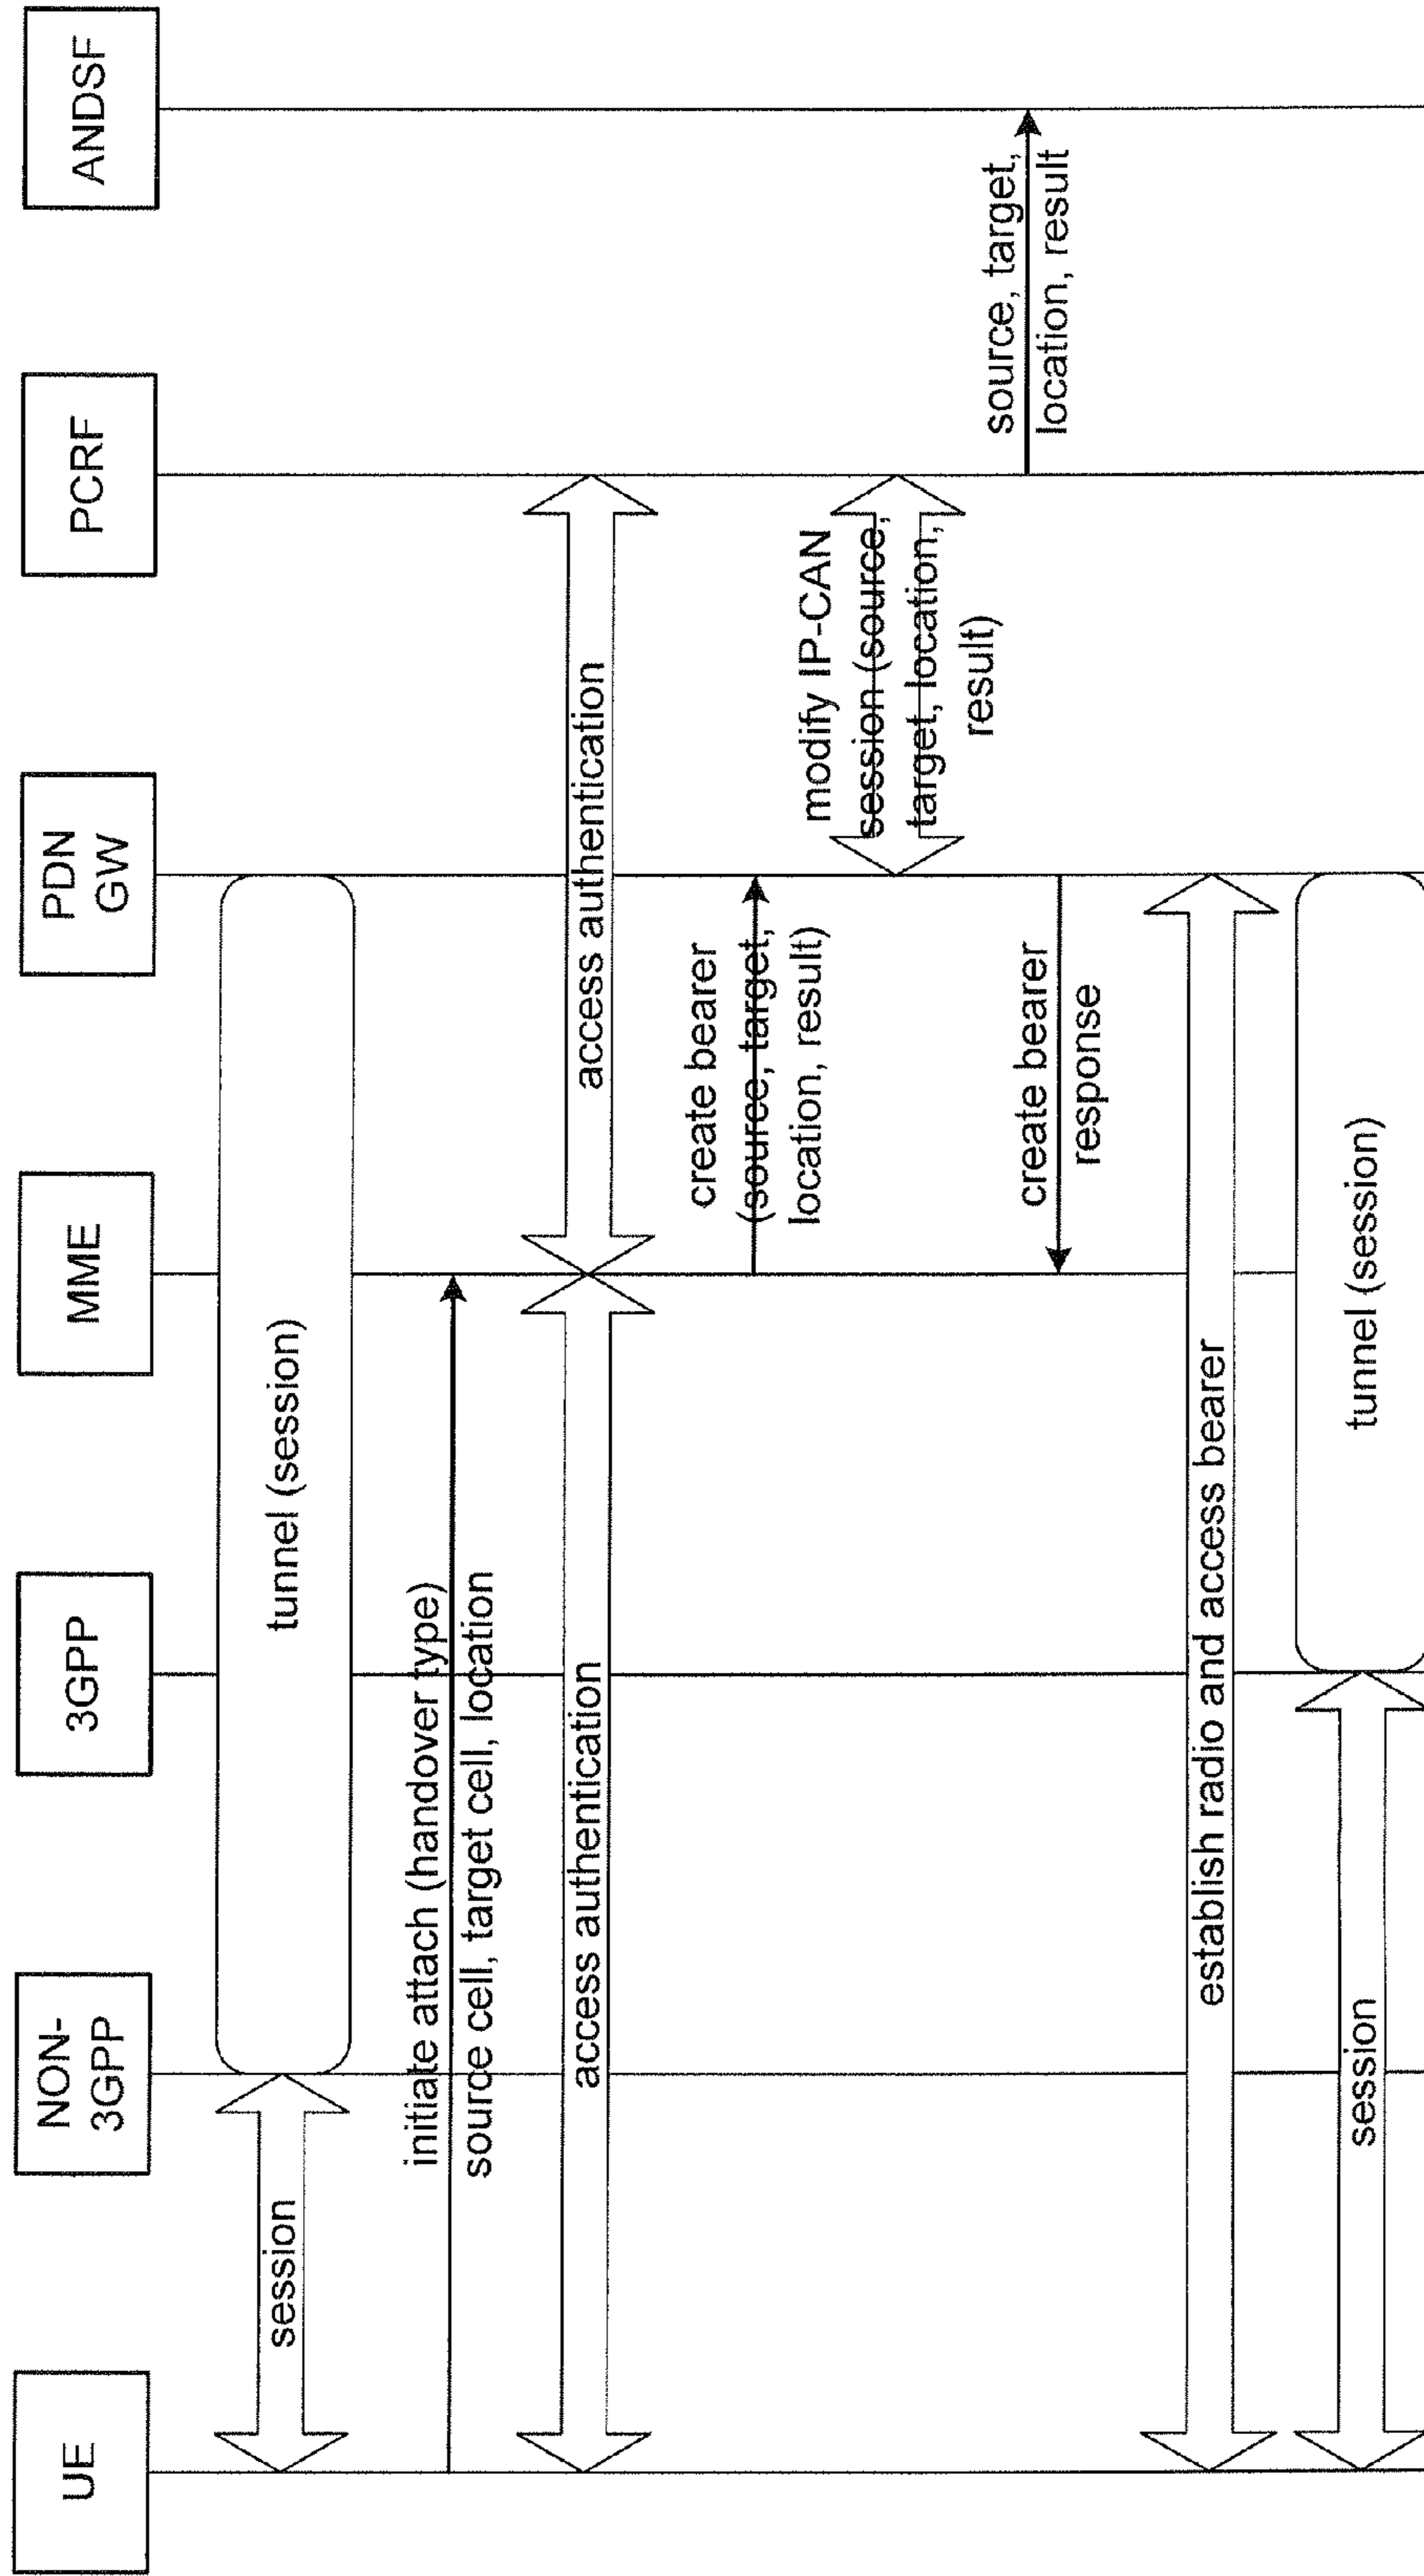 UE
NON-
3GPP
3GPP
MME
PDN
GW
PCRF
ANDSF
session
tunnel (session)
initiate attach (handover type)
source cell, target cell, location
access authentication
access authentication
create bearer
(source, target,
location, result)
modify IP-CAN
session (source,
target, location,
result)
source, target,
location, result
create bearer
response
establish radio and access bearer
session
tunnel (session)